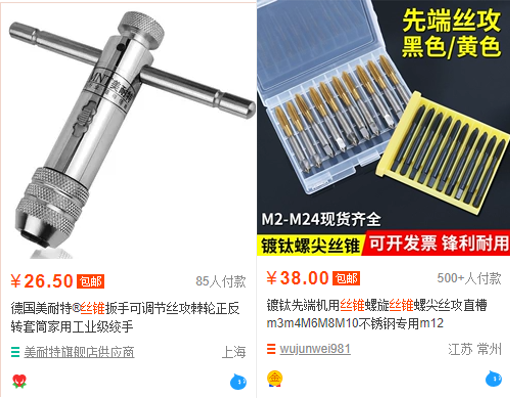 美耐特
¥26.50 包邮 85人付款
德国美耐特®丝锥扳手可调节丝攻棘轮正反
转套筒家用工业级绞手
美耐特旗舰店供应商 上海
先端丝攻
黑色/黄色
M2-M24现货齐全
镀钛螺尖丝锥 可开发票 锋利耐用
¥38.00 包邮 500+人付款
镀钛先端机用丝锥螺旋丝锥螺尖丝攻直槽
m3m4M6M8M10不锈钢专用m12
wujunwei981 江苏 常州